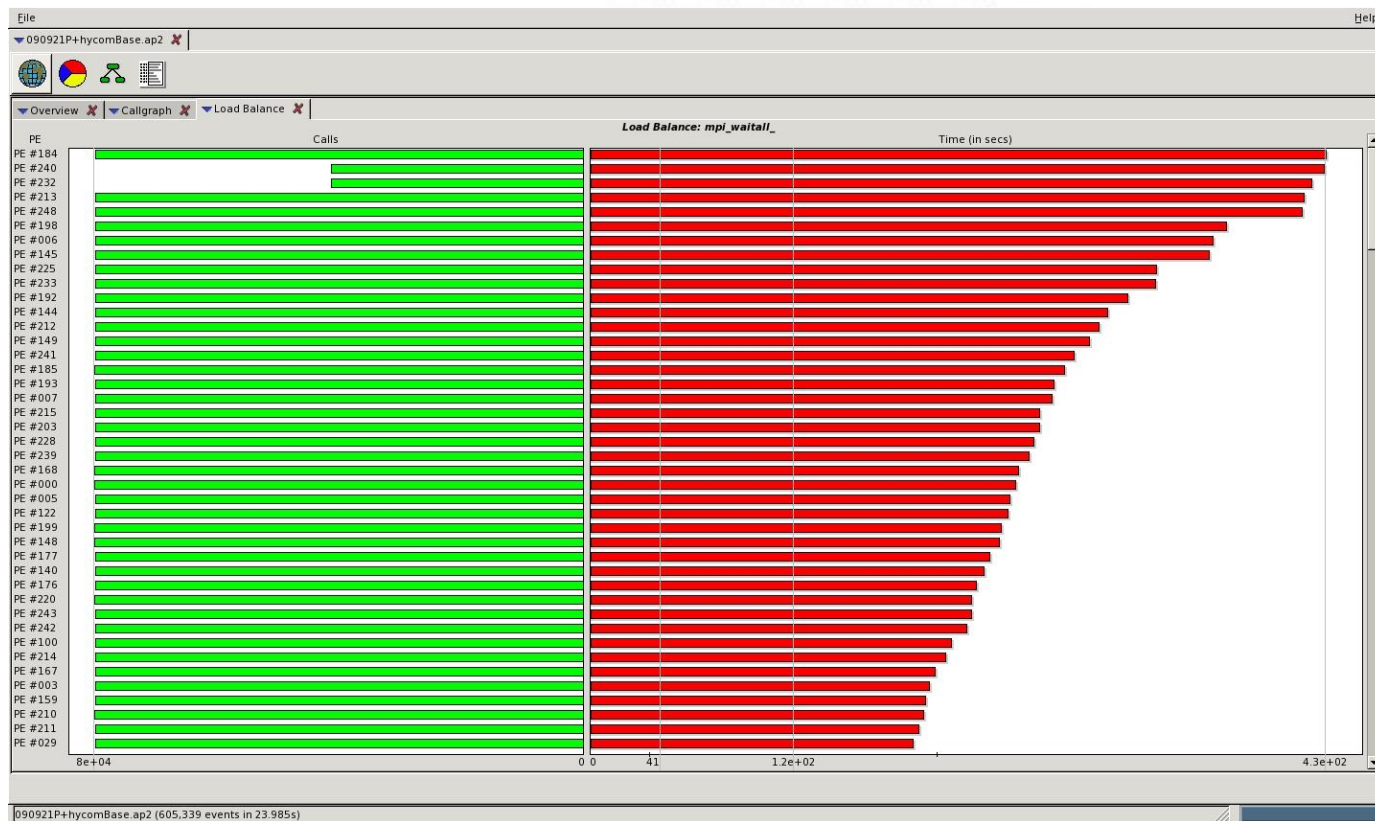 File Help
090921P+hycomBase.ap2
Overview Callgraph Load Balance
Load Balance: mpi_waitall_
PE Calls Time (in secs)
PE #184
PE #240
PE #232
PE #213
PE #248
PE #198
PE #006
PE #145
PE #225
PE #233
PE #192
PE #144
PE #212
PE #149
PE #241
PE #185
PE #193
PE #007
PE #215
PE #203
PE #228
PE #239
PE #168
PE #000
PE #005
PE #122
PE #199
PE #148
PE #177
PE #140
PE #176
PE #220
PE #243
PE #242
PE #100
PE #214
PE #167
PE #003
PE #159
PE #210
PE #211
PE #029
8e+04 0 0 41 1.2e+02 4.3e+02
090921P+hycomBase.ap2 (605,339 events in 23.985s)